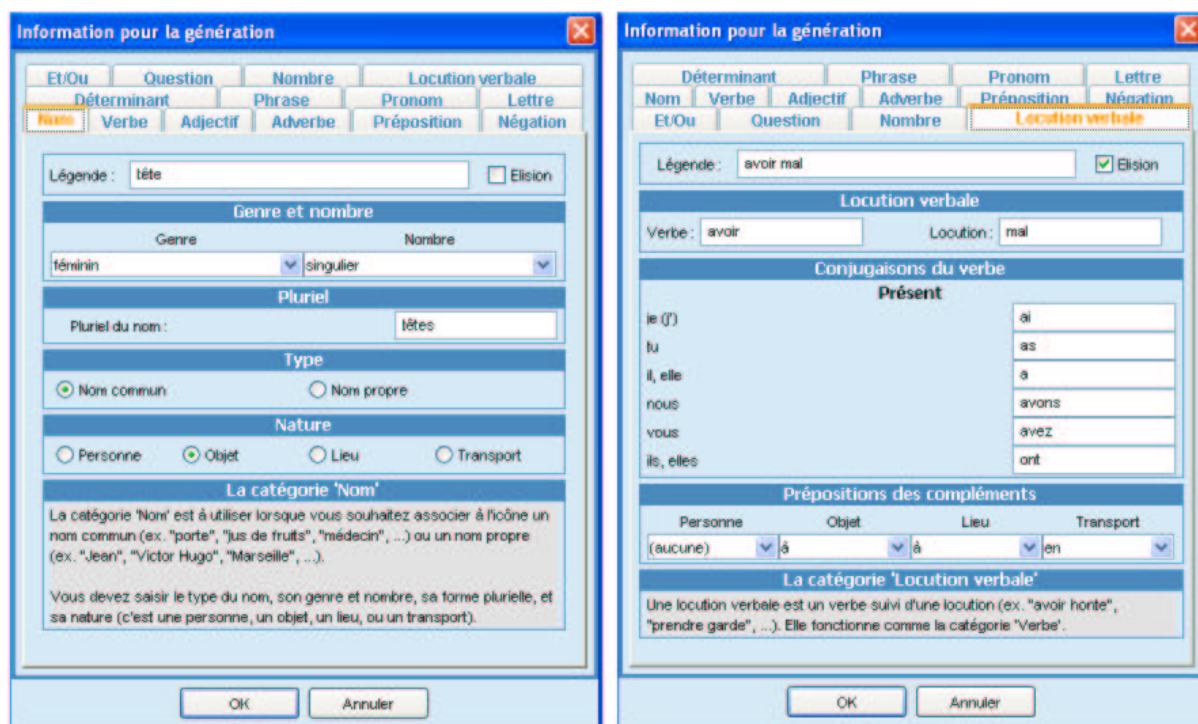 Information pour la génération
Et/Ou Question Nombre Locution verbale
Déterminant Phrase Pronom Lettre
Nom Verbe Adjectif Adverbe Préposition Négation
Légende : tête Elision
Genre et nombre
Genre Nombre
féminin singulier
Pluriel
Pluriel du nom : têtes
Type
Nom commun Nom propre
Nature
Personne Objet Lieu Transport
La catégorie 'Nom'
La catégorie 'Nom' est à utiliser lorsque vous souhaitez associer à l'icône un
nom commun (ex. "porte", "jus de fruits", "médecin", ...) ou un nom propre
(ex. "Jean", "Victor Hugo", "Marseille", ...).
Vous devez saisir le type du nom, son genre et nombre, sa forme plurielle, et
sa nature (c'est une personne, un objet, un lieu, ou un transport).
OK Annuler
Information pour la génération
Déterminant Phrase Pronom Lettre
Nom Verbe Adjectif Adverbe Préposition Négation
Et/Ou Question Nombre Locution verbale
Légende : avoir mal Elision
Locution verbale
Verbe : avoir Locution : mal
Conjugaisons du verbe
Présent
je (j') ai
tu as
il, elle a
nous avons
vous avez
ils, elles ont
Prépositions des compléments
Personne Objet Lieu Transport
(aucune) à à en
La catégorie 'Locution verbale'
Une locution verbale est un verbe suivi d'une locution (ex. "avoir honte",
"prendre garde", ...). Elle fonctionne comme la catégorie 'Verbe'.
OK Annuler